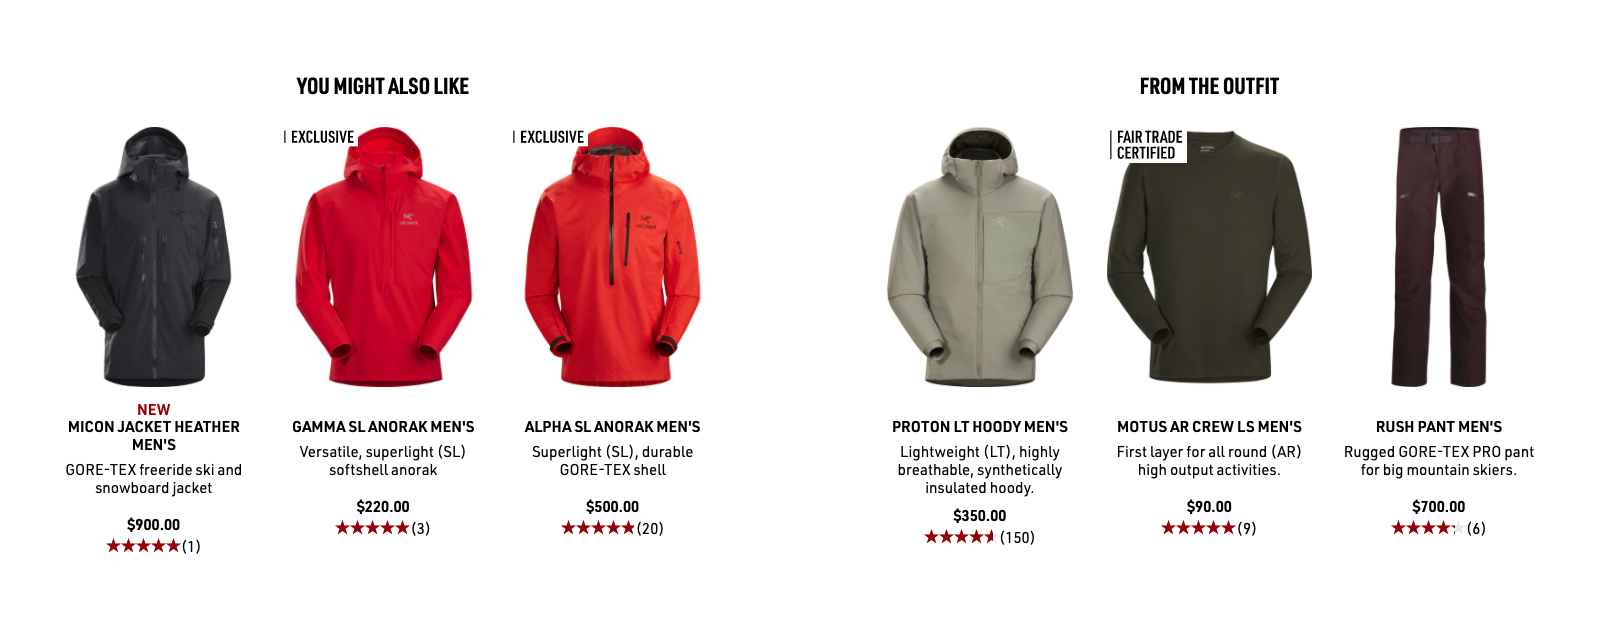 YOU MIGHT ALSO LIKE
EXCLUSIVE
EXCLUSIVE
NEW
MICON JACKET HEATHER
MEN'S
GORE-TEX freeride ski and
snowboard jacket
$900.00
(1)
GAMMA SL ANORAK MEN'S
Versatile, superlight (SL)
softshell anorak
$220.00
(3)
ALPHA SL ANORAK MEN'S
Superlight (SL), durable
GORE-TEX shell
$500.00
(20)
FROM THE OUTFIT
FAIR TRADE
CERTIFIED
PROTON LT HOODY MEN'S
Lightweight (LT), highly
breathable, synthetically
insulated hoody.
$350.00
(150)
MOTUS AR CREW LS MEN'S
First layer for all round (AR)
high output activities.
$90.00
(9)
RUSH PANT MEN'S
Rugged GORE-TEX PRO pant
for big mountain skiers.
$700.00
(6)